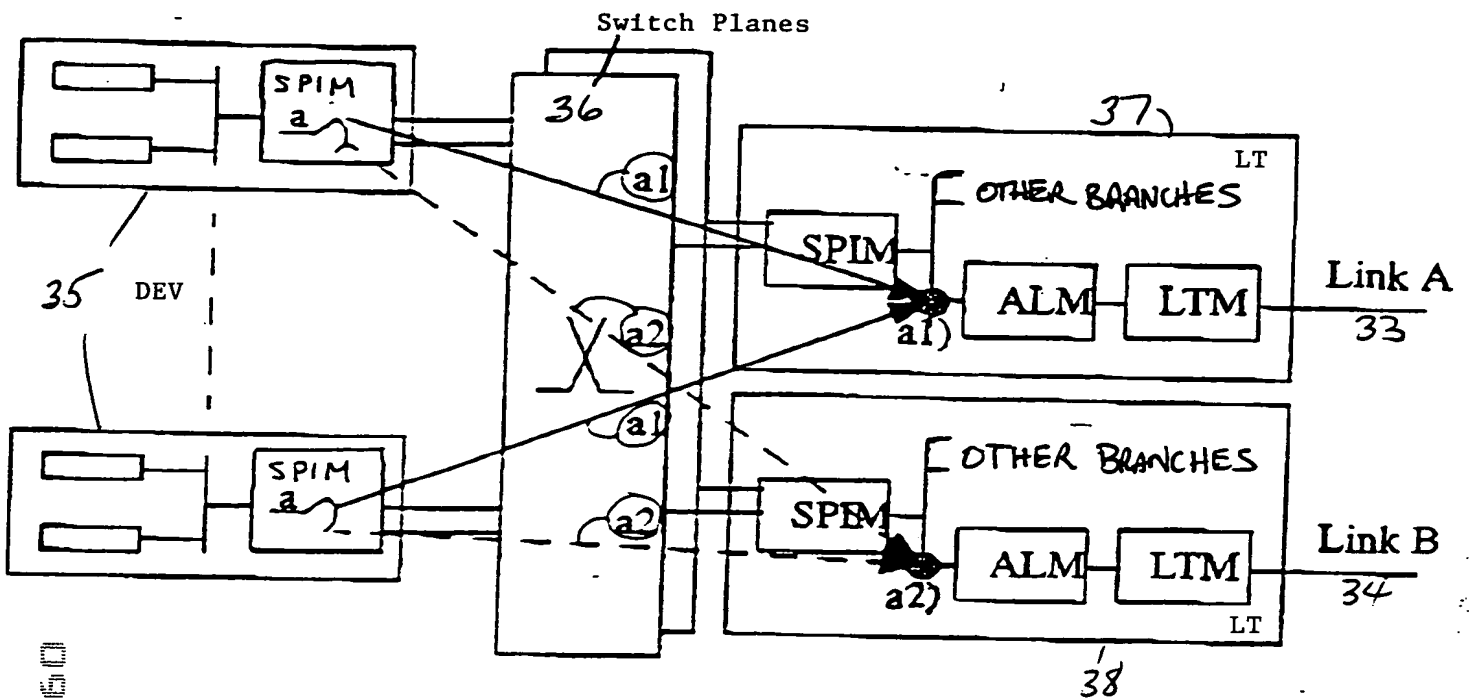 Switch Planes
SPIM
a
36
37
LT
a1
OTHER BRANCHES
SPIM
ALM
LTM
Link A
33
a1)
35
DEV
a2
a1
OTHER BRANCHES
SPIM
a
a2
SPIM
ALM
LTM
Link B
34
a2)
LT
38
60